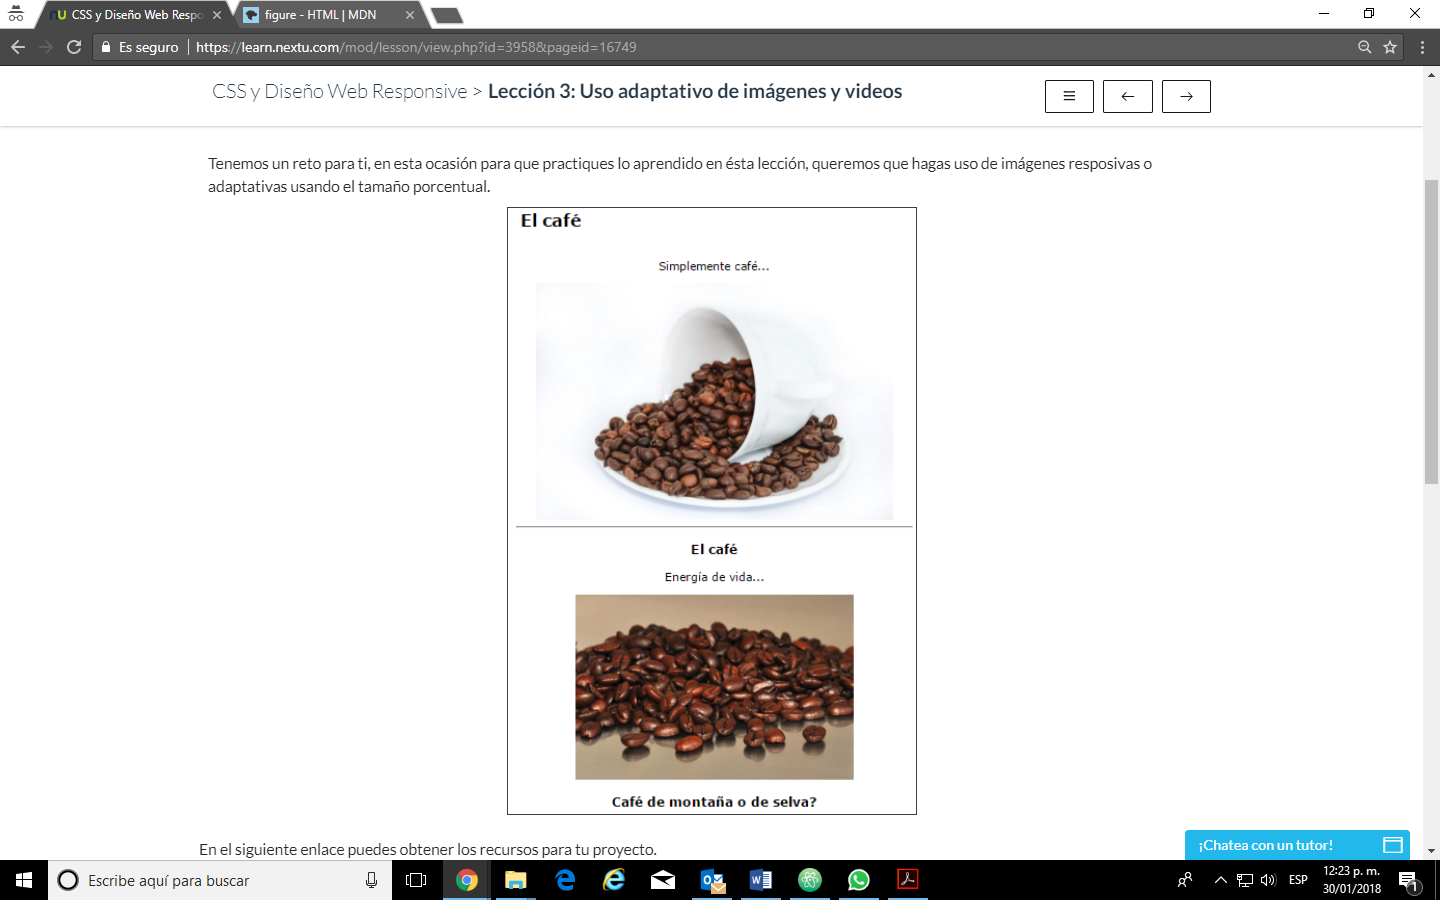 CSS y Diseño Web Respo
figure - HTML | MDN
Es seguro
https://learn.nextu.com/mod/lesson/view.php?id=3958&pageid=16749
CSS y Diseño Web Responsive > Lección 3: Uso adaptativo de imágenes y videos
Tenemos un reto para ti, en esta ocasión para que practiques lo aprendido en ésta lección, queremos que hagas uso de imágenes resposivas o
adaptativas usando el tamaño porcentual.
El café
Simplemente café...
El café
Energía de vida...
Café de montaña o de selva?
En el siguiente enlace puedes obtener los recursos para tu proyecto.
¡Chatea con un tutor!
Escribe aquí para buscar
ESP
12:23 p. m.
30/01/2018
1